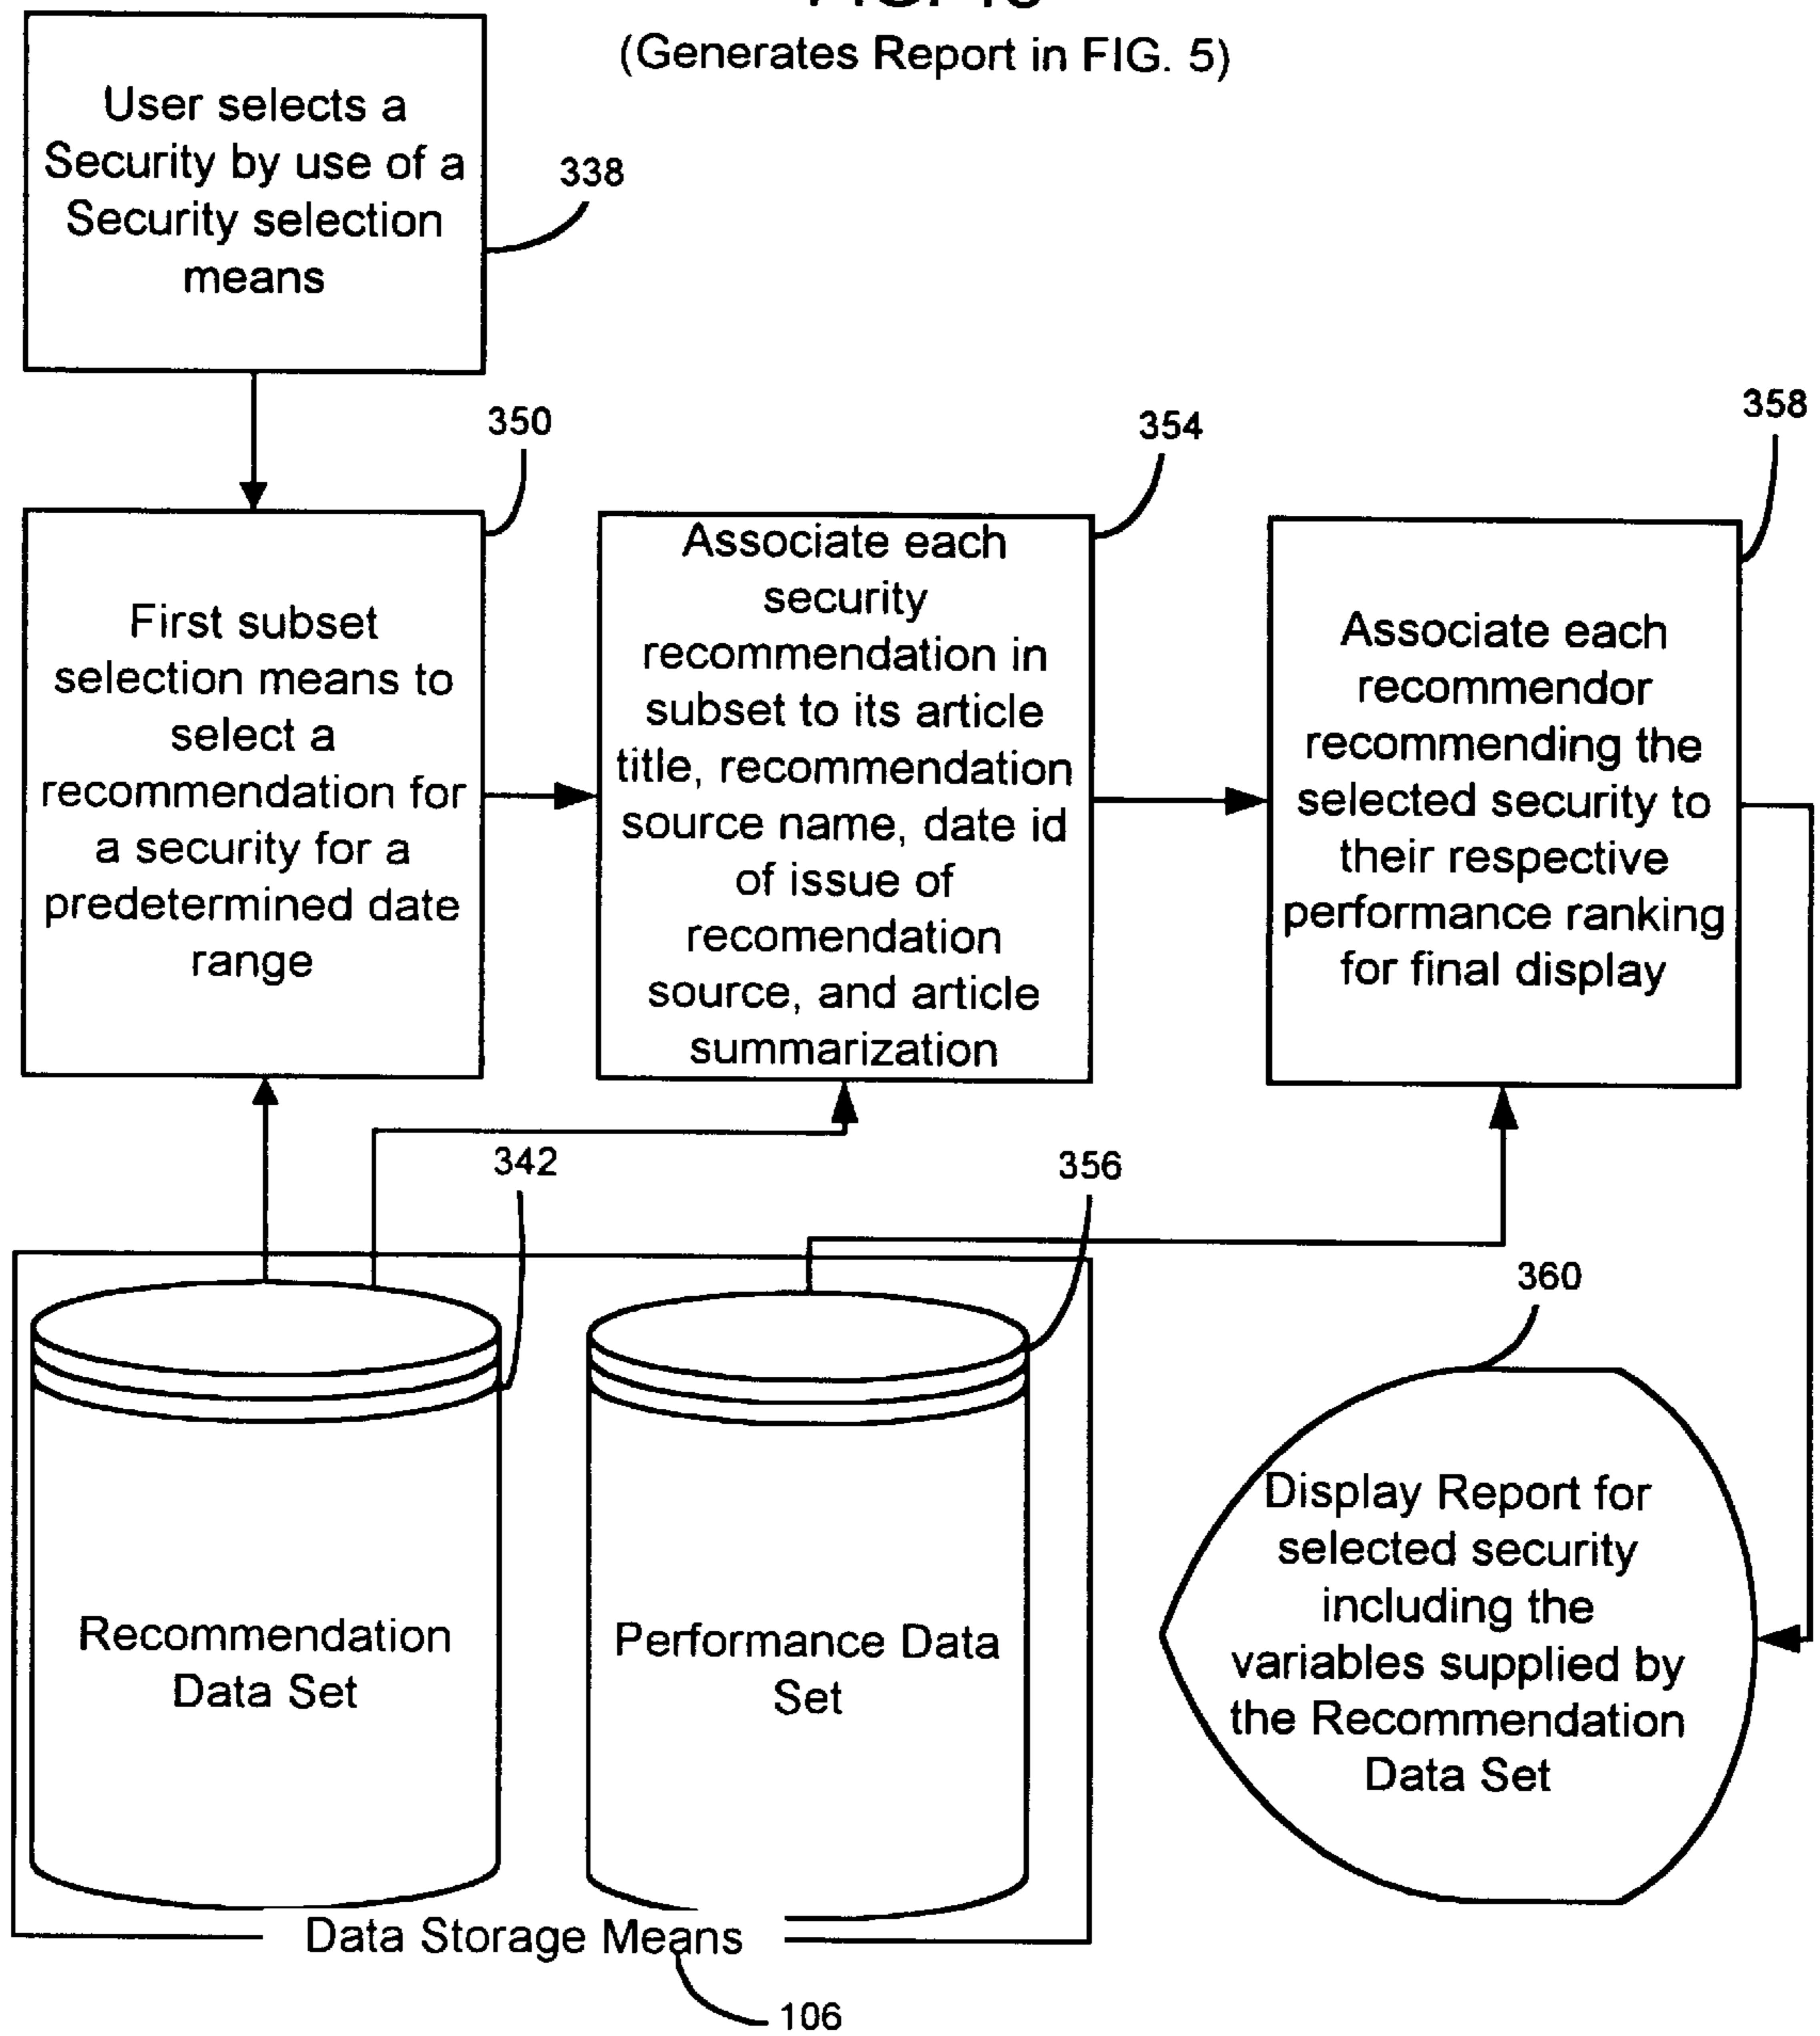 (Generates Report in FIG. 5)
User selects a
Security by use of a
Security selection
means
338
350
First subset
selection means to
select a
recommendation for
a security for a
predetermined date
range
354
Associate each
security
recommendation in
subset to its article
title, recommendation
source name, date id
of issue of
recomendation
source, and article
summarization
358
Associate each
recommendor
recommending the
selected security to
their respective
performance ranking
for final display
342
356
360
Recommendation
Data Set
Performance Data
Set
Display Report for
selected security
including the
variables supplied by
the Recommendation
Data Set
Data Storage Means
106